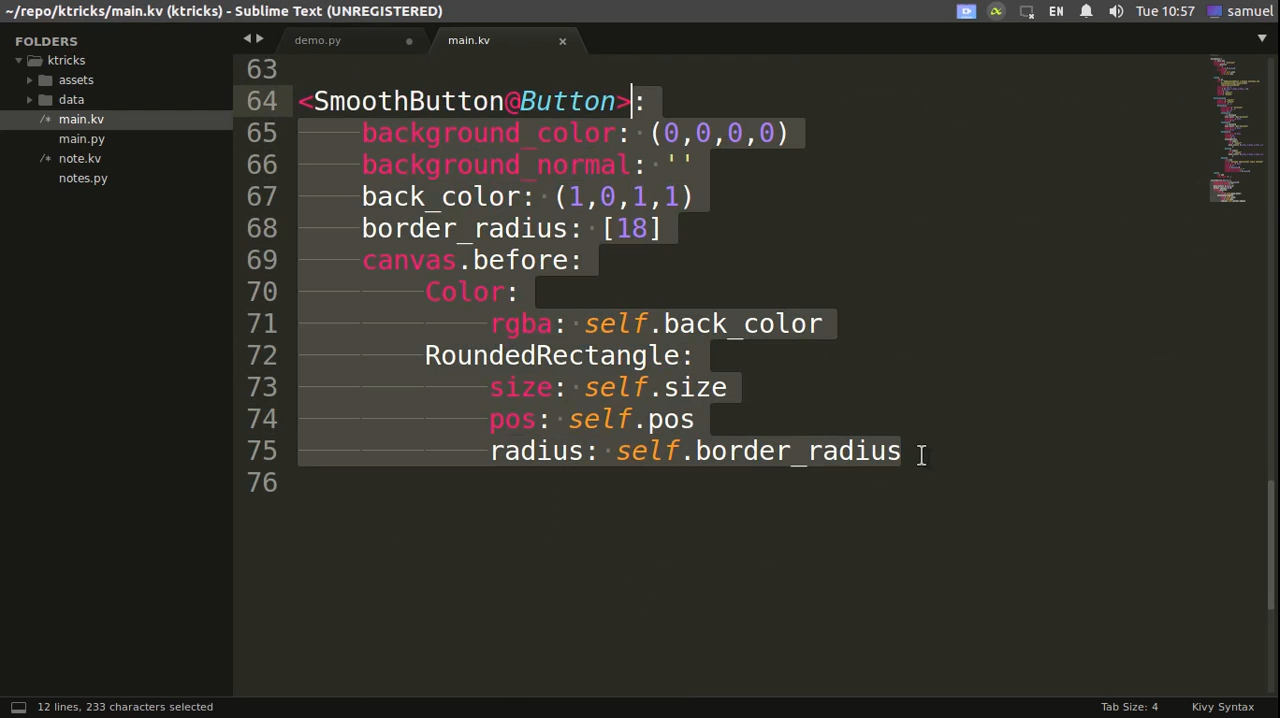 ~/repo/ktricks/main.kv (ktricks) - Sublime Text (UNREGISTERED)
EN
Tue 10:57
samuel
FOLDERS
ktricks
assets
data
main.kv
main.py
note.kv
notes.py
demo.py
main.kv
63
64 <SmoothButton@Button>:
65 background_color: (0,0,0,0)
66 background_normal: ''
67 back_color: (1,0,1,1)
68 border_radius: [18]
69 canvas.before:
70 Color:
71 rgba: self.back_color
72 RoundedRectangle:
73 size: self.size
74 pos: self.pos
75 radius: self.border_radius
76
12 lines, 233 characters selected
Tab Size: 4
Kivy Syntax